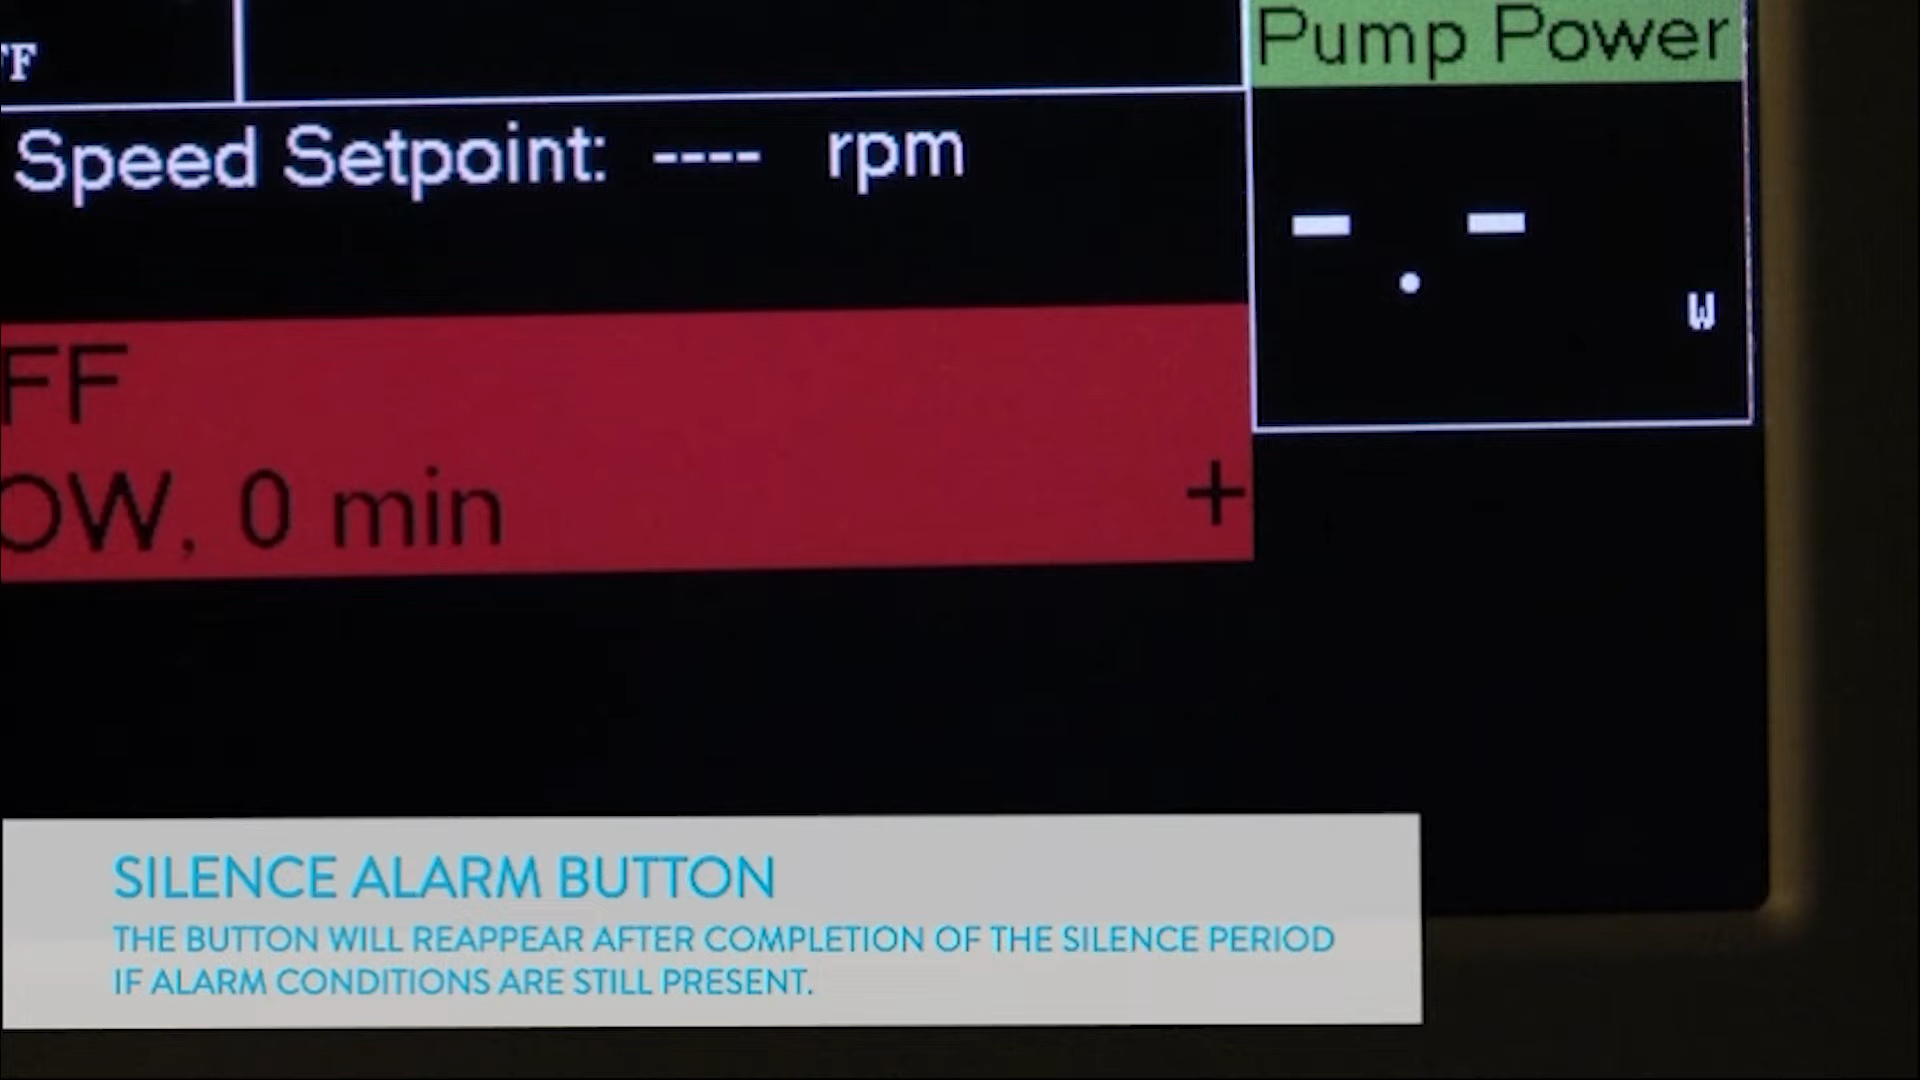 Pump Power
FF
Speed Setpoint: ---- rpm
- . -
W
FF
OW, 0 min +
SILENCE ALARM BUTTON
THE BUTTON WILL REAPPEAR AFTER COMPLETION OF THE SILENCE PERIOD
IF ALARM CONDITIONS ARE STILL PRESENT.